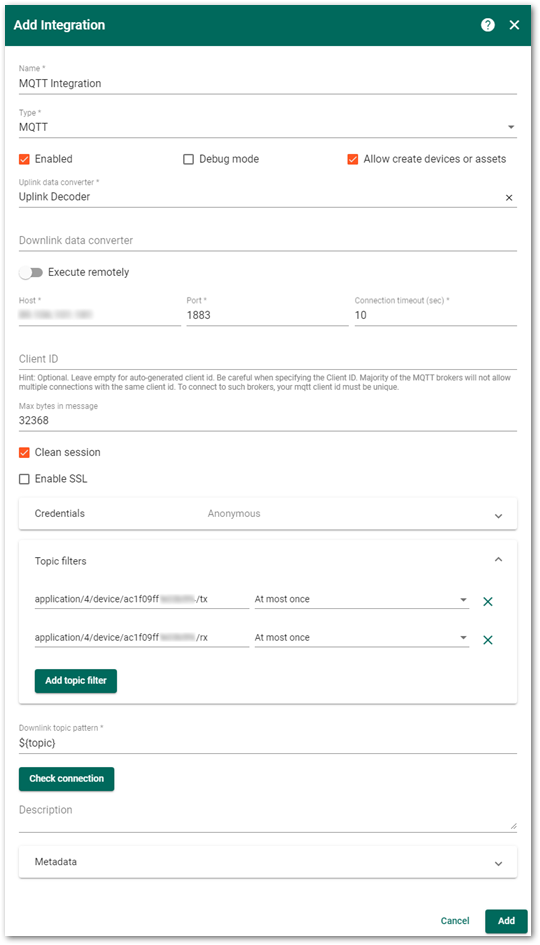 Add Integration
Name *
MQTT Integration
Type *
MQTT
Enabled
Debug mode
Allow create devices or assets
Uplink data converter *
Uplink Decoder
Downlink data converter
Execute remotely
Host *
Port *
Connection timeout (sec) *
1883
10
Client ID
Hint: Optional. Leave empty for auto-generated client id. Be careful when specifying the Client ID. Majority of the MQTT brokers will not allow
multiple connections with the same client id. To connect to such brokers, your mqtt client id must be unique.
Max bytes in message
32368
Clean session
Enable SSL
Credentials
Anonymous
Topic filters
application/4/device/ac1f09ff /tx
At most once
application/4/device/ac1f09ff /rx
At most once
Add topic filter
Downlink topic pattern *
${topic}
Check connection
Description
Metadata
Cancel
Add